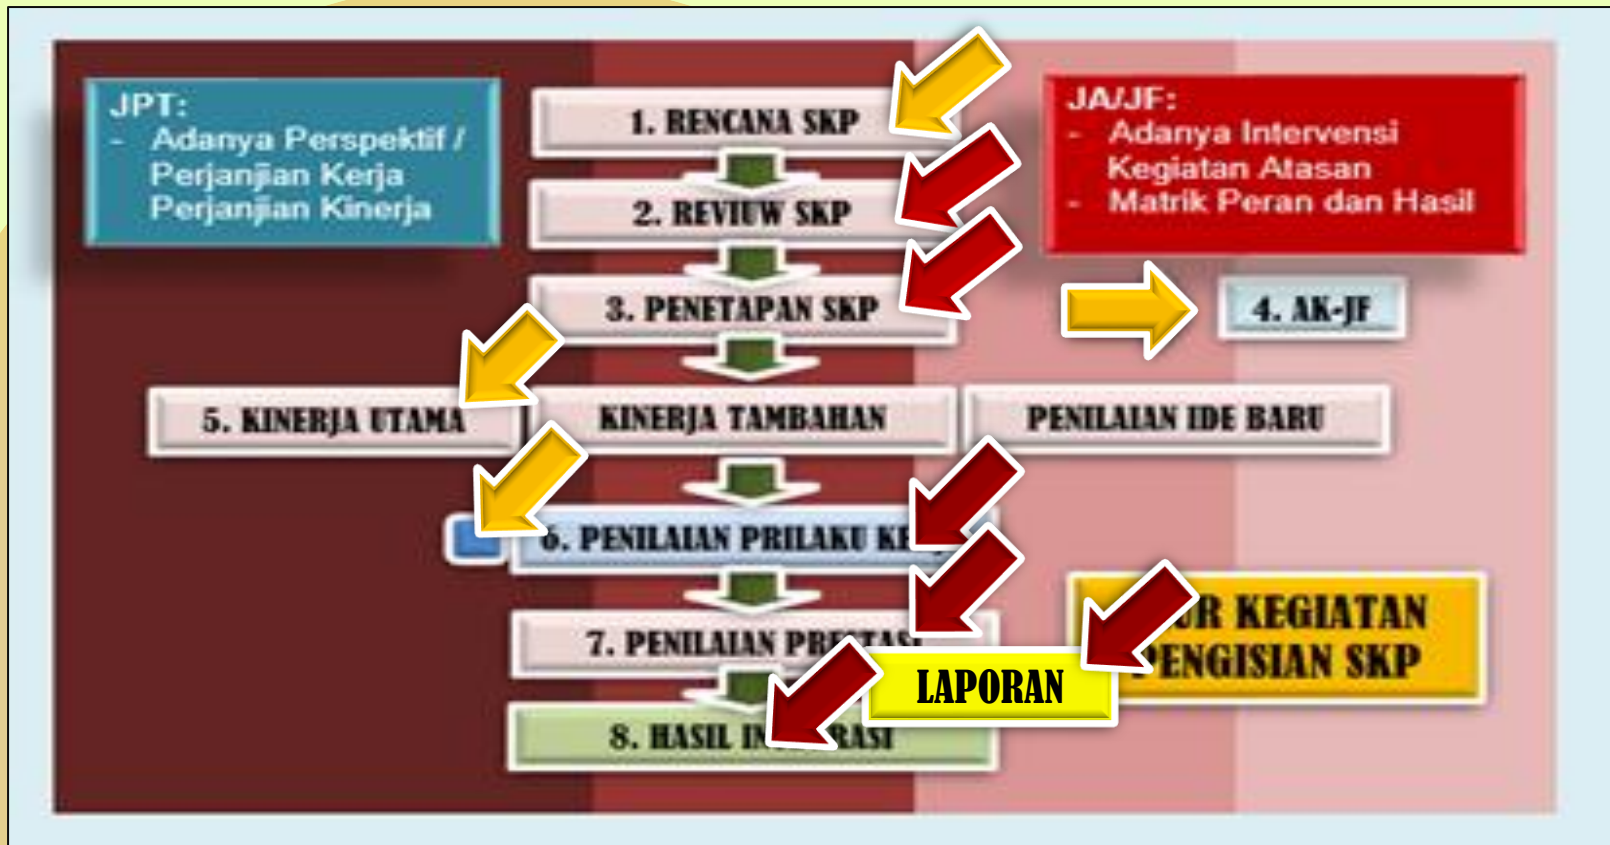 JPT:
- Adanya Perspektif /
Perjanjian Kerja
Perjanjian Kinerja
1. RENCANA SKP
JA/JF:
- Adanya Intervensi
Kegiatan Atasan
- Matrik Peran dan Hasil
2. REVIUW SKP
3. PENETAPAN SKP
4. AK-JF
5. KINERJA UTAMA
KINERJA TAMBAHAN
PENILAIAN IDE BARU
6. PENILAIAN PRILAKU
7. PENILAIAN
LAPORAN
KEGIATAN
PENGISIAN SKP
8. HASIL